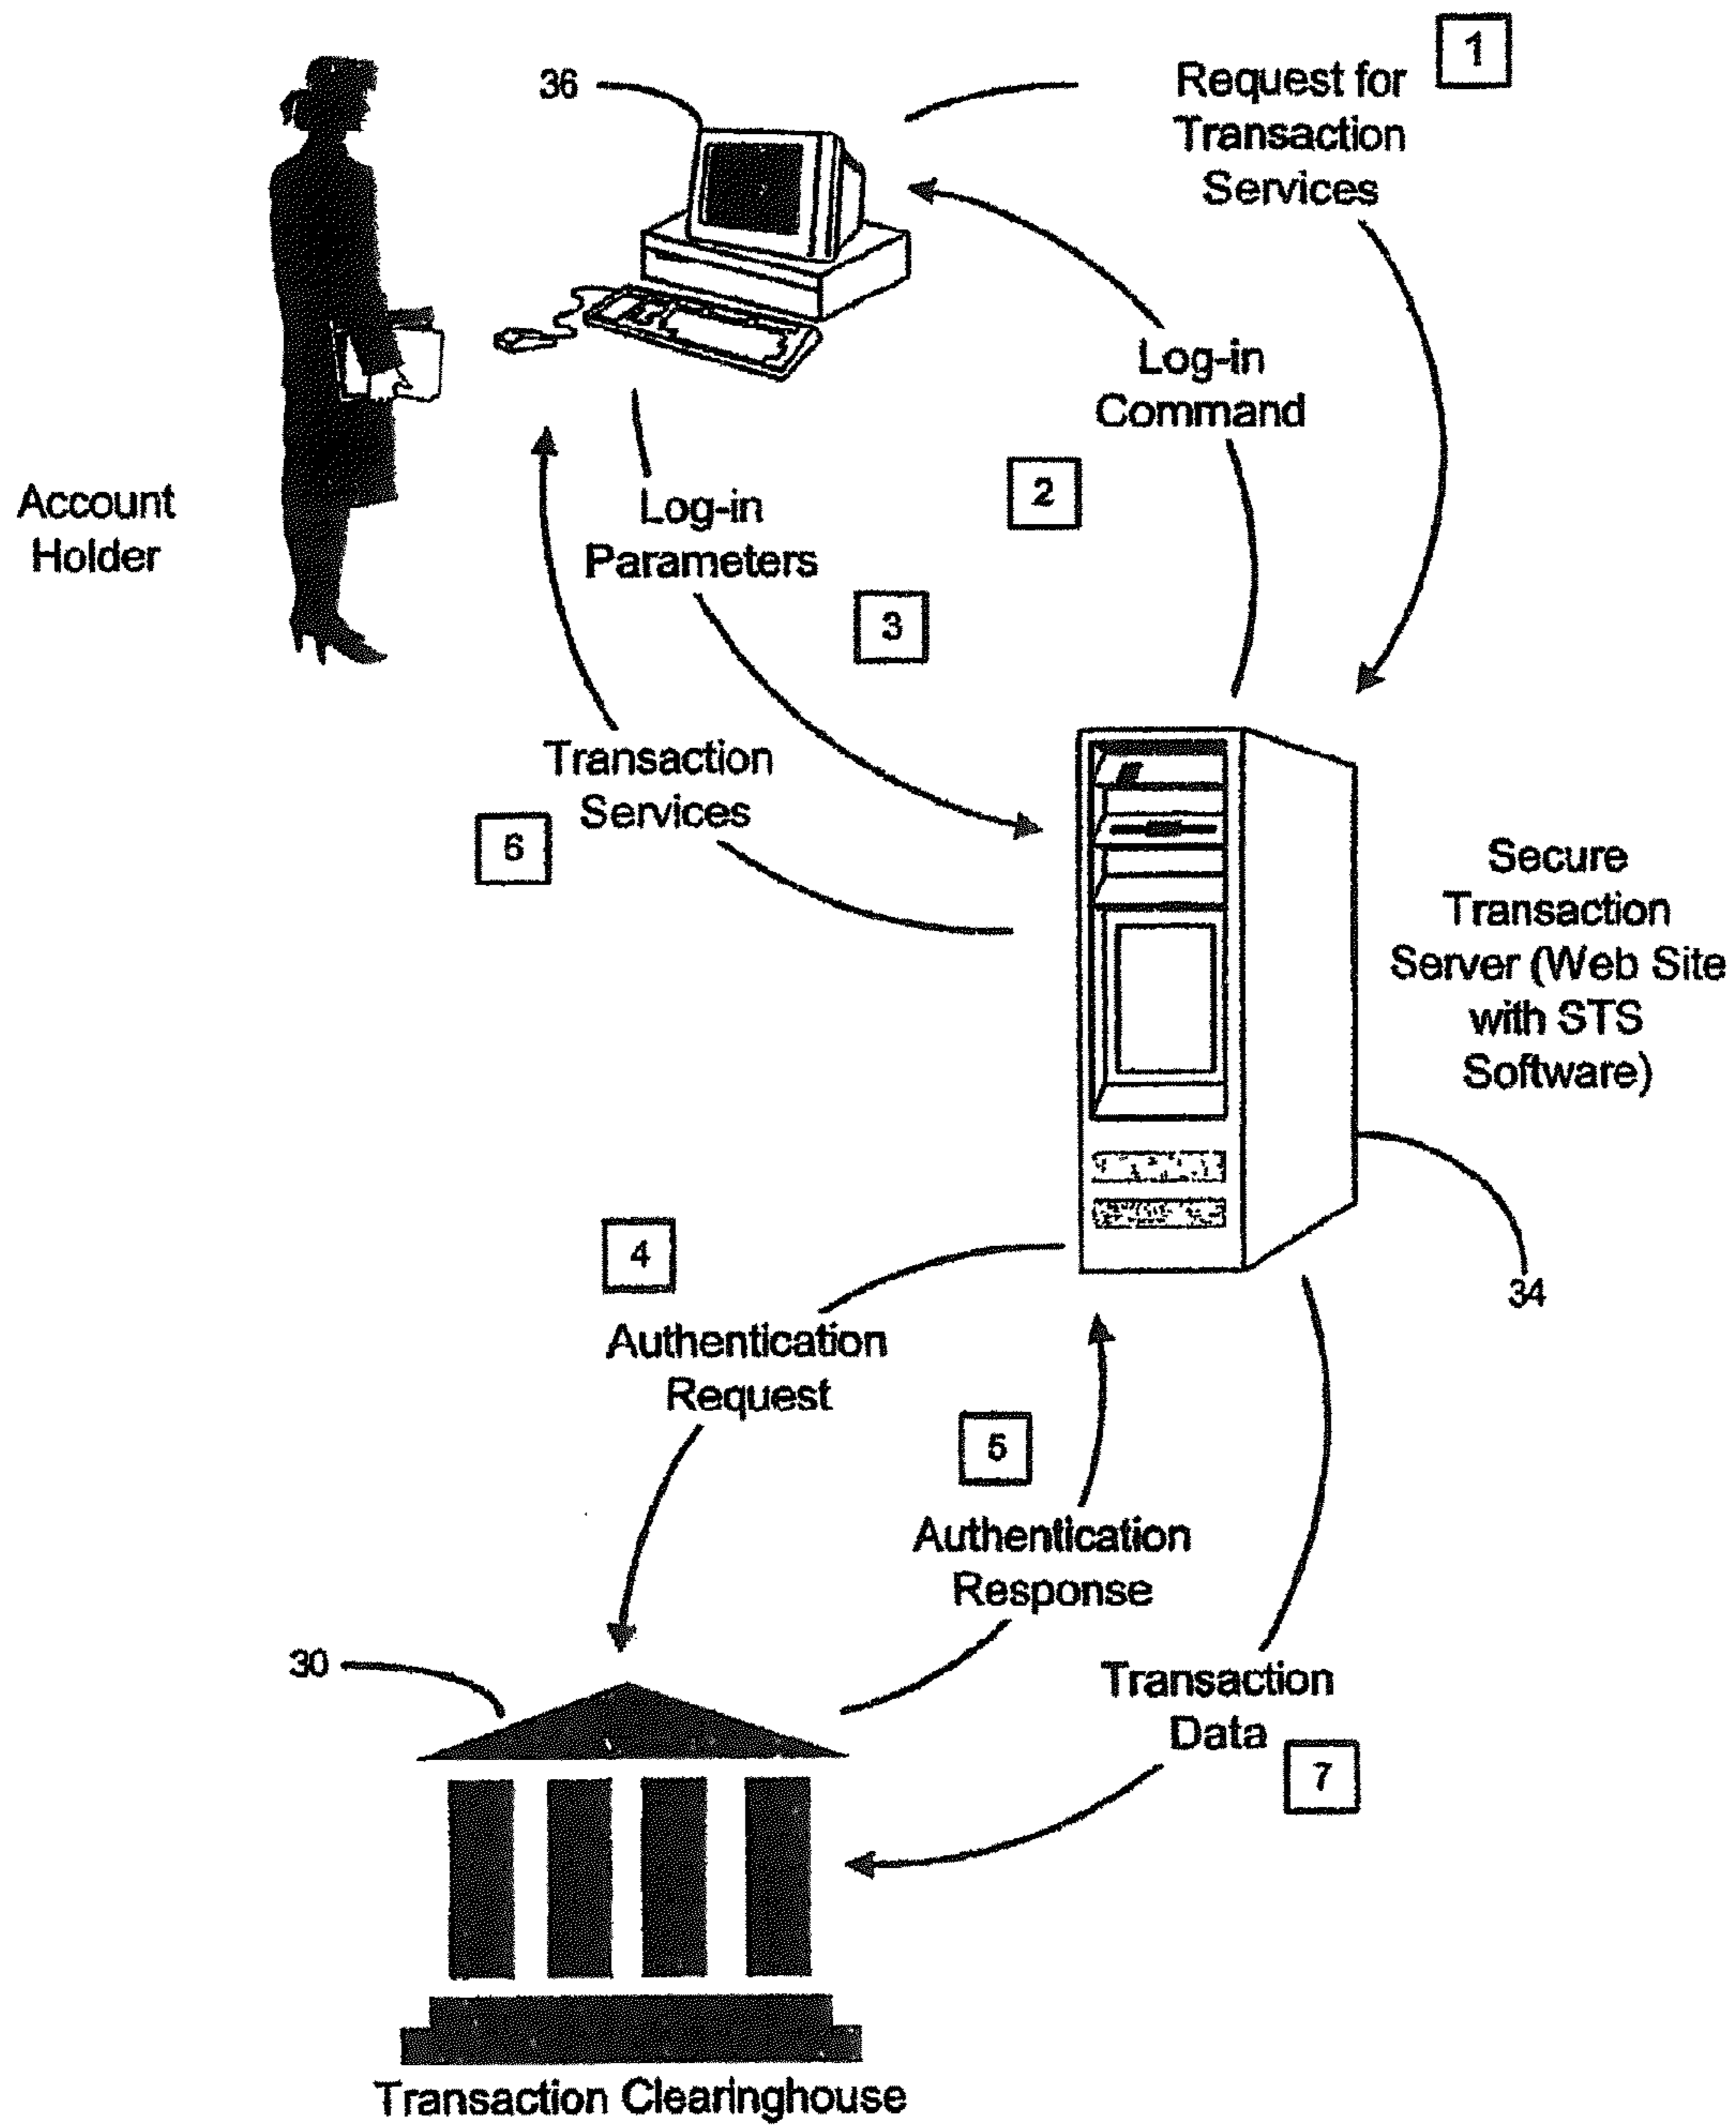 1
36
Request for
Transaction
Services
Log-in
Command
2
Account
Holder
Log-in
Parameters
3
Transaction
Services
6
Secure
Transaction
Server (Web Site
with STS
Software)
34
4
Authentication
Request
5
Authentication
Response
30
Transaction
Data
7
Transaction Clearinghouse